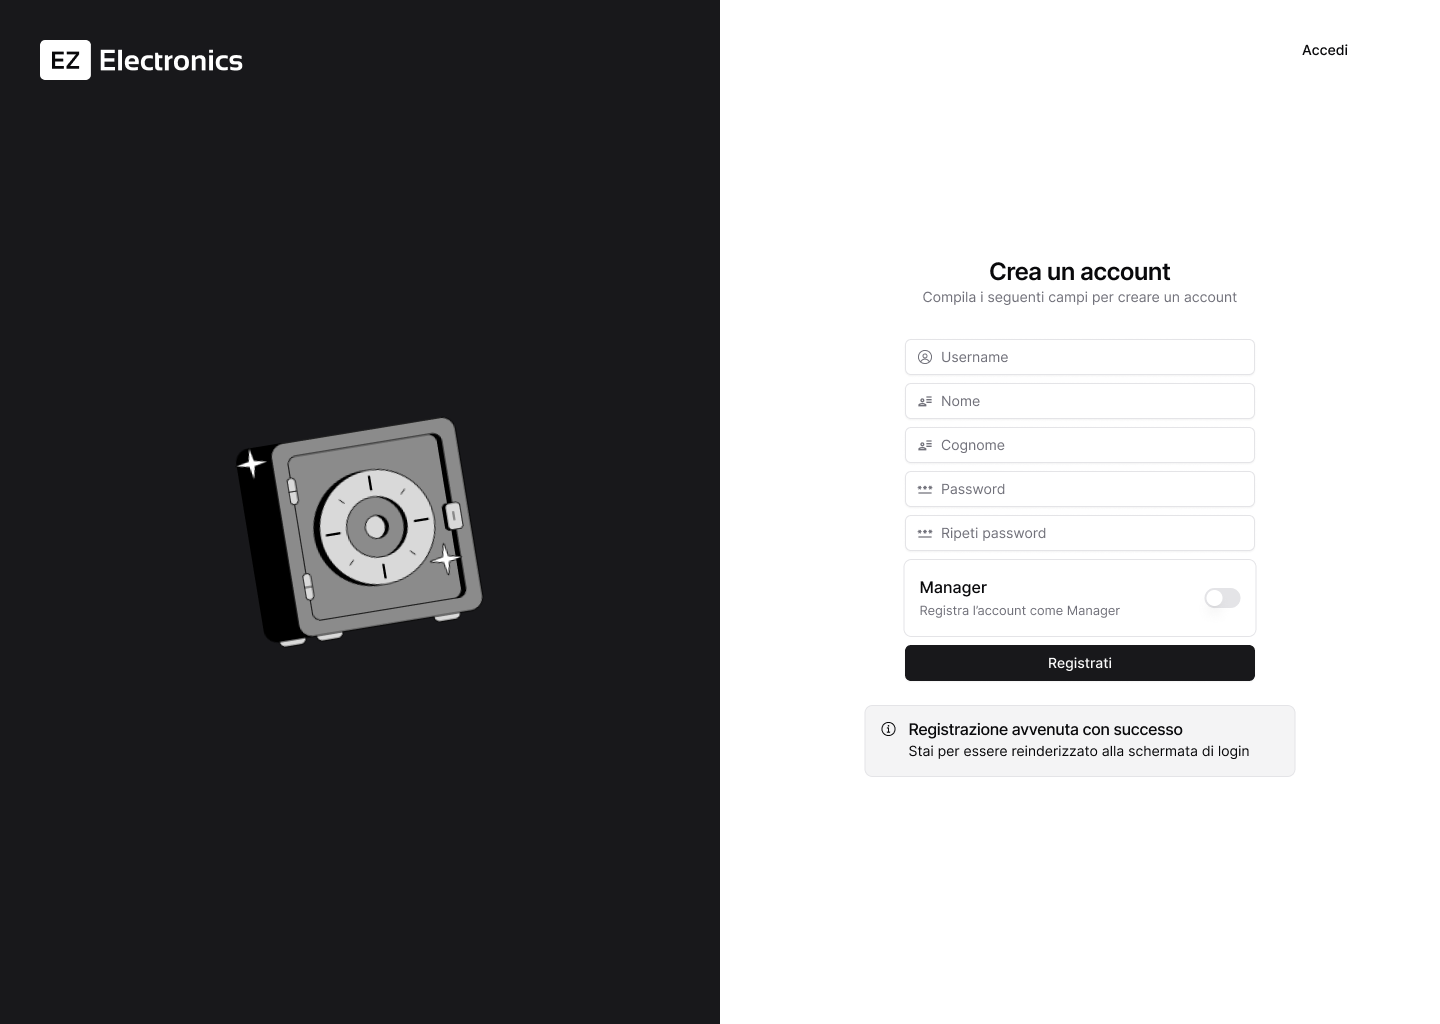 EZ Electronics
Accedi
Crea un account
Compila i seguenti campi per creare un account
Username
Nome
Cognome
Password
Ripeti password
Manager
Registra l'account come Manager
Registrati
Registrazione avvenuta con successo
Stai per essere reinderizzato alla schermata di login